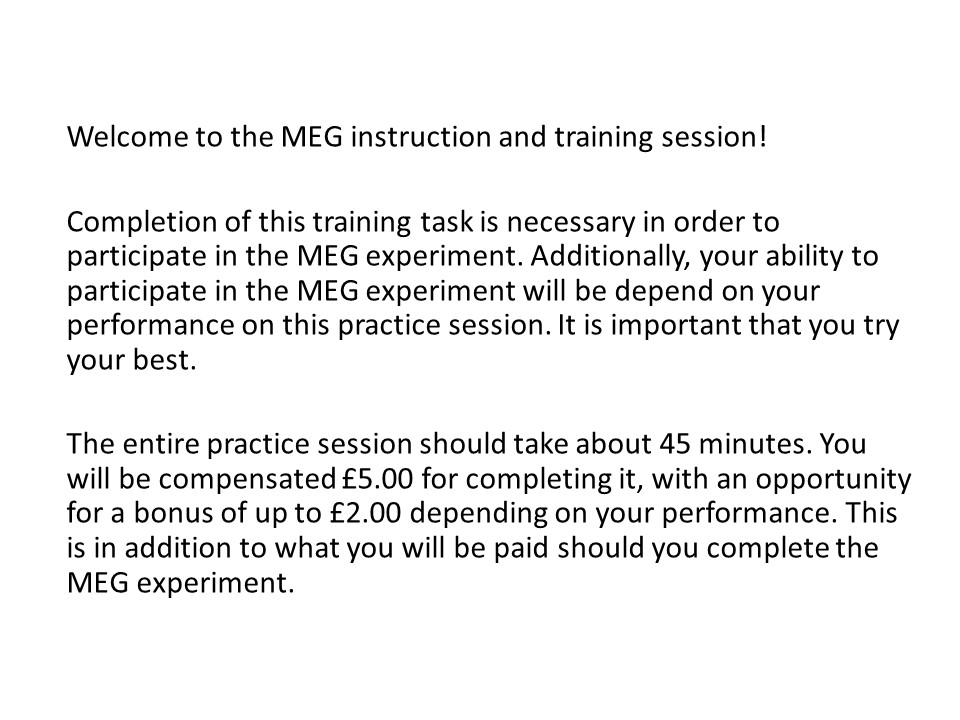 Welcome to the MEG instruction and training session!
Completion of this training task is necessary in order to
participate in the MEG experiment. Additionally, your ability to
participate in the MEG experiment will be depend on your
performance on this practice session. It is important that you try
your best.
The entire practice session should take about 45 minutes. You
will be compensated £5.00 for completing it, with an opportunity
for a bonus of up to £2.00 depending on your performance. This
is in addition to what you will be paid should you complete the
MEG experiment.